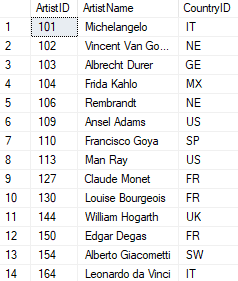 ArtistID ArtistName CountryID
1 101 Michelangelo IT
2 102 Vincent Van Go... NE
3 103 Albrecht Durer GE
4 104 Frida Kahlo MX
5 106 Rembrandt NE
6 109 Ansel Adams US
7 110 Francisco Goya SP
8 113 Man Ray US
9 127 Claude Monet FR
10 130 Louise Bourgeois FR
11 144 William Hogarth UK
12 150 Edgar Degas FR
13 154 Alberto Giacometti SW
14 164 Leonardo da Vinci IT